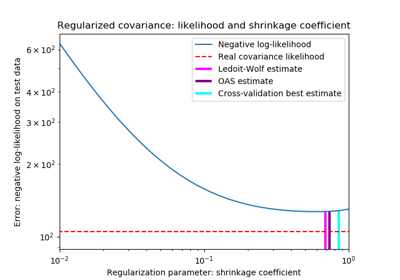 Regularized covariance: likelihood and shrinkage coefficient
Negative log-likelihood
Real covariance likelihood
Ledoit-Wolf estimate
OAS estimate
Cross-validation best estimate
Error: negative log-likelihood on test data
6 × 10²
4 × 10²
3 × 10²
2 × 10²
10²
10⁻²
10⁻¹
10⁰
Regularization parameter: shrinkage coefficient